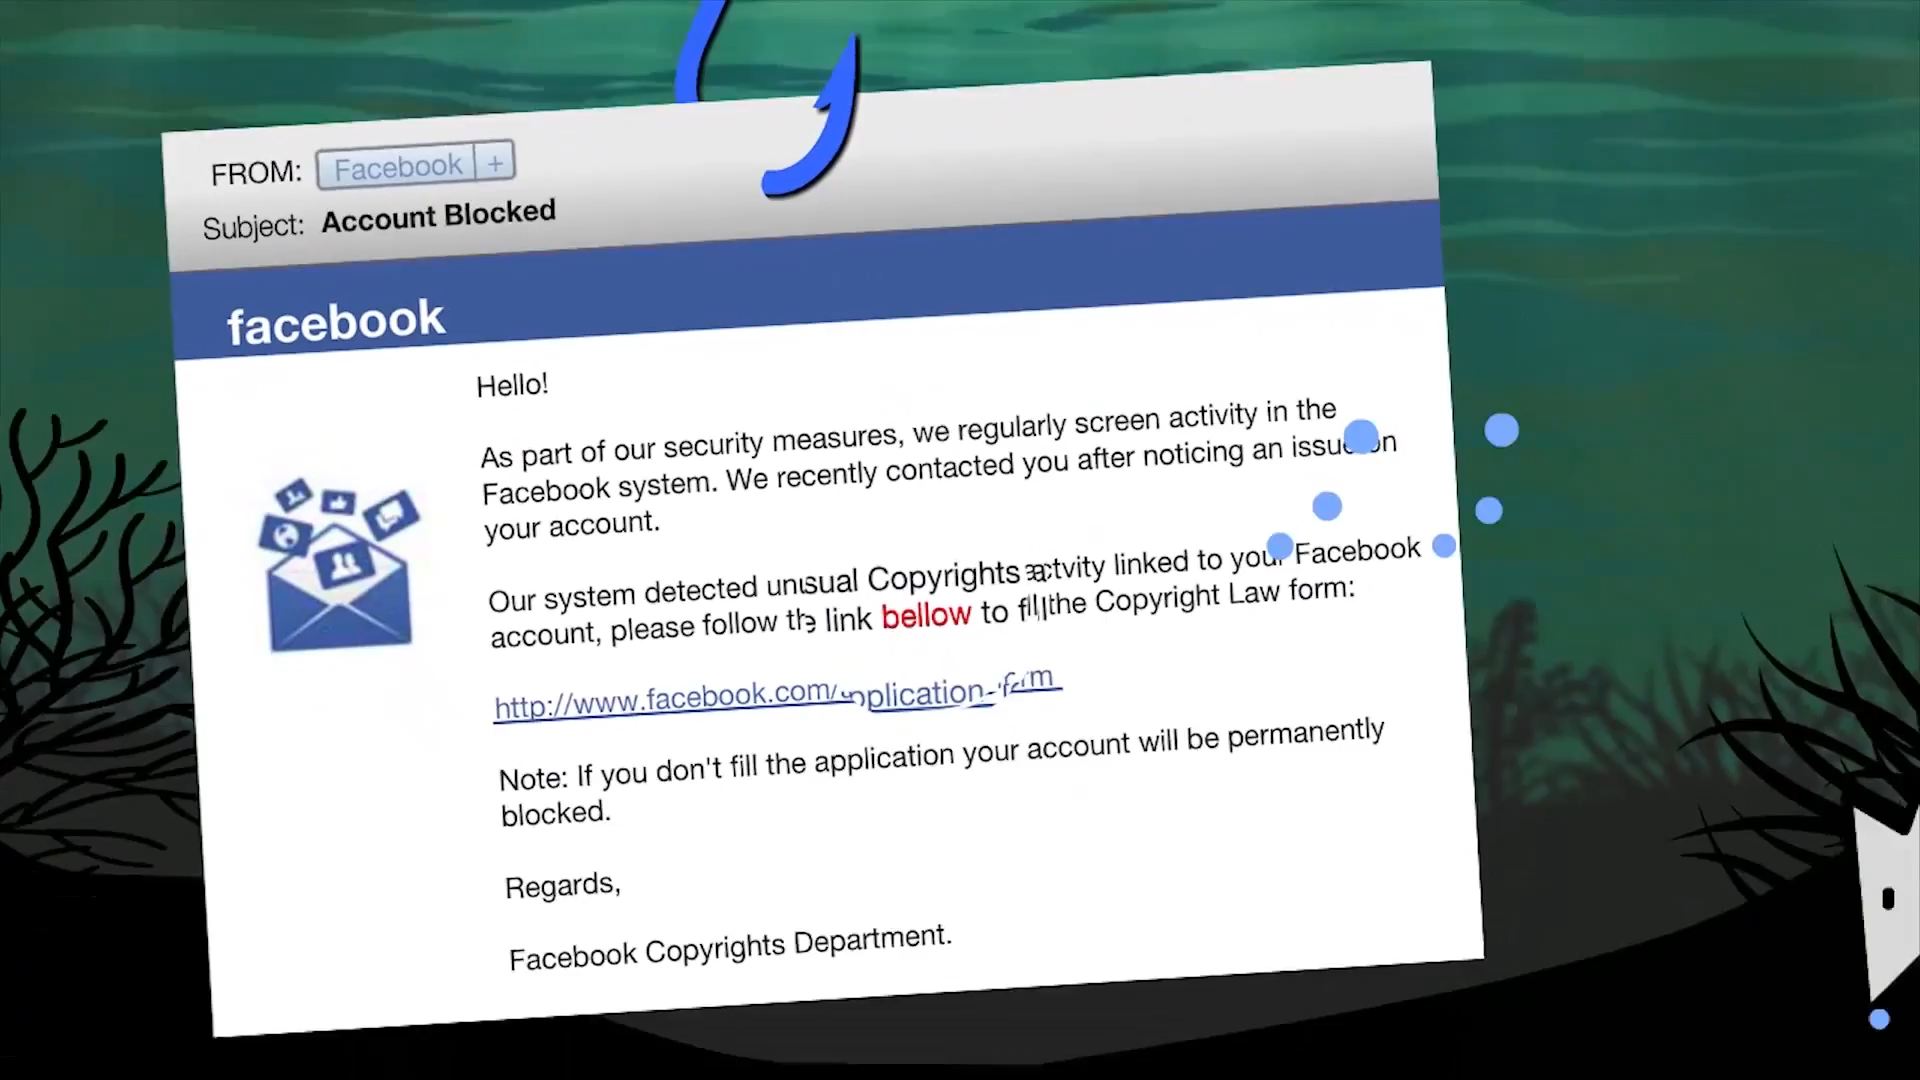 FROM: Facebook +
Subject: Account Blocked
facebook
Hello!
As part of our security measures, we regularly screen activity in the
Facebook system. We recently contacted you after noticing an issue on
your account.
Our system detected unsual Copyrights linked to your Facebook
account, please follow the link bellow to fill the Copyright Law form:
http://www.facebook.com/application-form
Note: If you don't fill the application your account will be permanently
blocked.
Regards,
Facebook Copyrights Department.